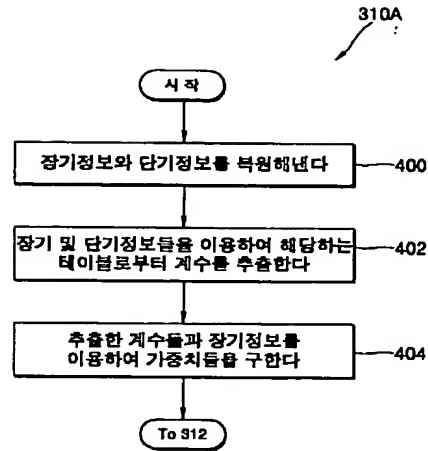 310A
시 작
장기정보와 단기정보를 복원해낸다
400
장기 및 단기정보들을 이용하여 해당하는
테이블로부터 계수를 추출한다
402
추출한 계수들과 장기정보를
이용하여 가중치들을 구한다
404
To 312